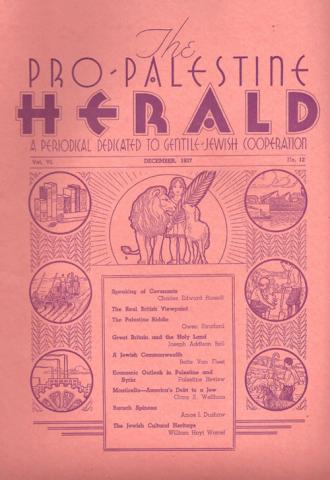 The
PRO-PALESTINE
HERALD
A PERIODICAL DEDICATED TO GENTILE-JEWISH COOPERATION
Vol. VI. DECEMBER, 1937 No. 12
Speaking of Covenants
Charles Edward Russell
The Real British Viewpoint
The Palestine Riddle
Owen Stratford
Great Britain and the Holy Land
Joseph Addison Bell
A Jewish Commonwealth
Belle Van Fleet
Economic Outlook in Palestine and
Syria Palestine Review
Monticello—America's Debt to a Jew
Clara S. Wellman
Baruch Spinoza
Amos I. Dushaw
The Jewish Cultural Heritage
William Hoyt Worrel